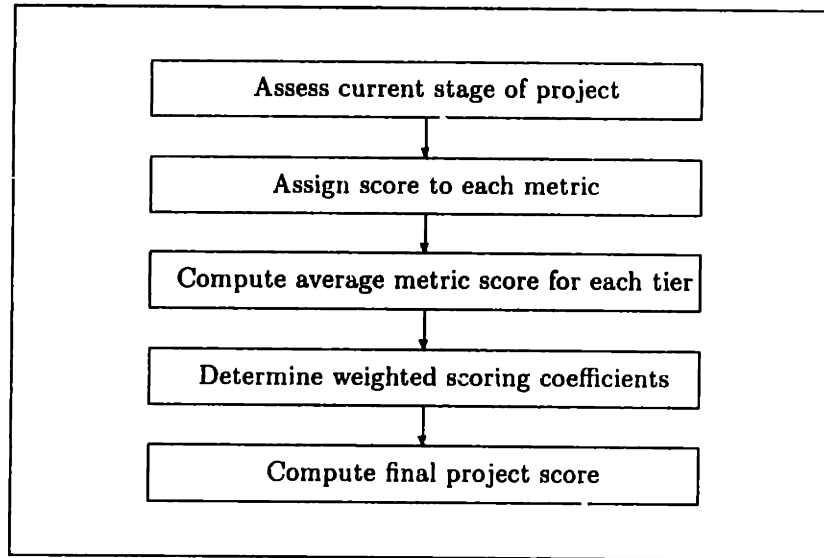 Assess current stage of project
Assign score to each metric
Compute average metric score for each tier
Determine weighted scoring coefficients
Compute final project score